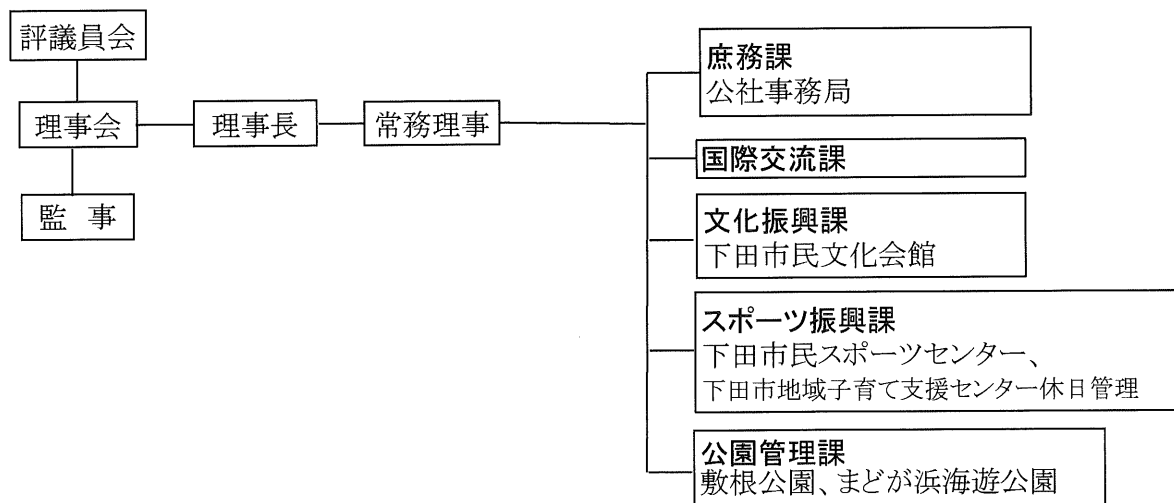 評議員会
理事会
理事長
常務理事
監 事
庶務課
公社事務局
国際交流課
文化振興課
下田市民文化会館
スポーツ振興課
下田市民スポーツセンター、
下田市地域子育て支援センター休日管理
公園管理課
敷根公園、まどが浜海遊公園